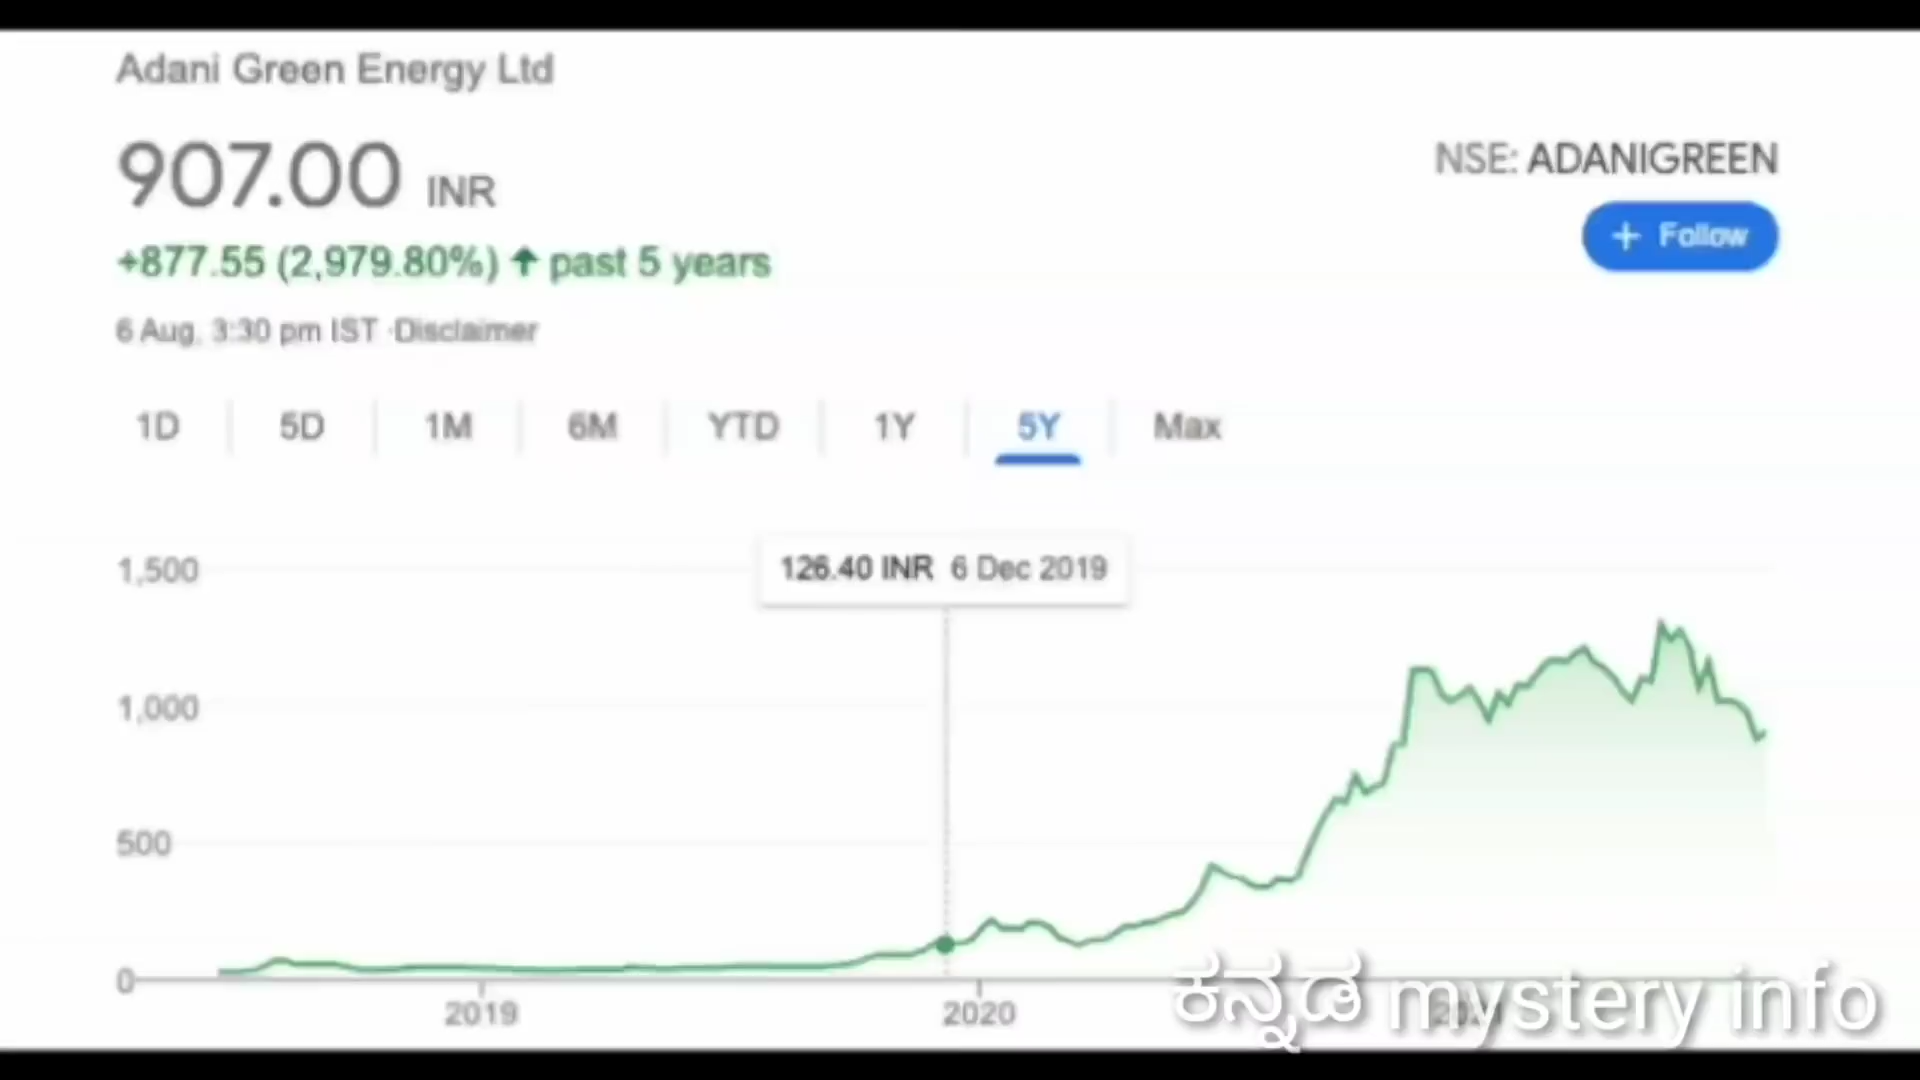 Adani Green Energy Ltd
907.00 INR
NSE: ADANIGREEN
+ Follow
+877.55 (2,979.80%) ↑ past 5 years
6 Aug, 3:30 pm IST ·Disclaimer
1D 5D 1M 6M YTD 1Y 5Y Max
126.40 INR 6 Dec 2019
1,500
1,000
500
0
2019 2020 2021
ಕನ್ನಡ mystery info